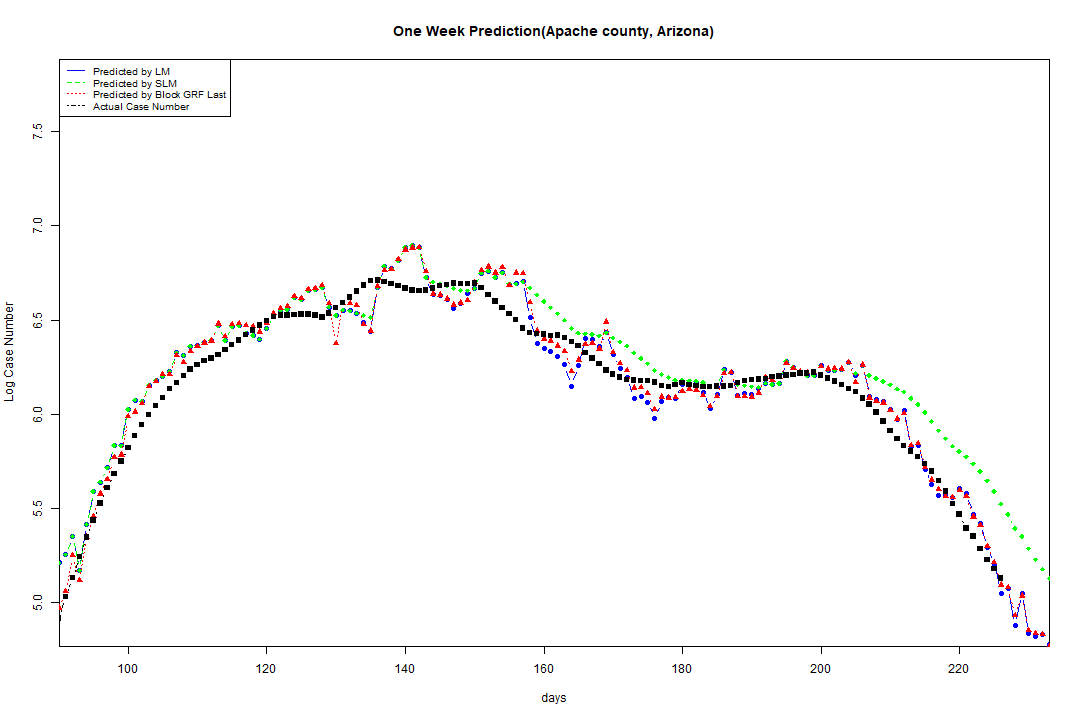 One Week Prediction(Apache county, Arizona)
Predicted by LM
Predicted by SLM
Predicted by Block GRF Last
Actual Case Number
Log Case Number
7.5
7.0
6.5
6.0
5.5
5.0
100 120 140 160 180 200 220
days